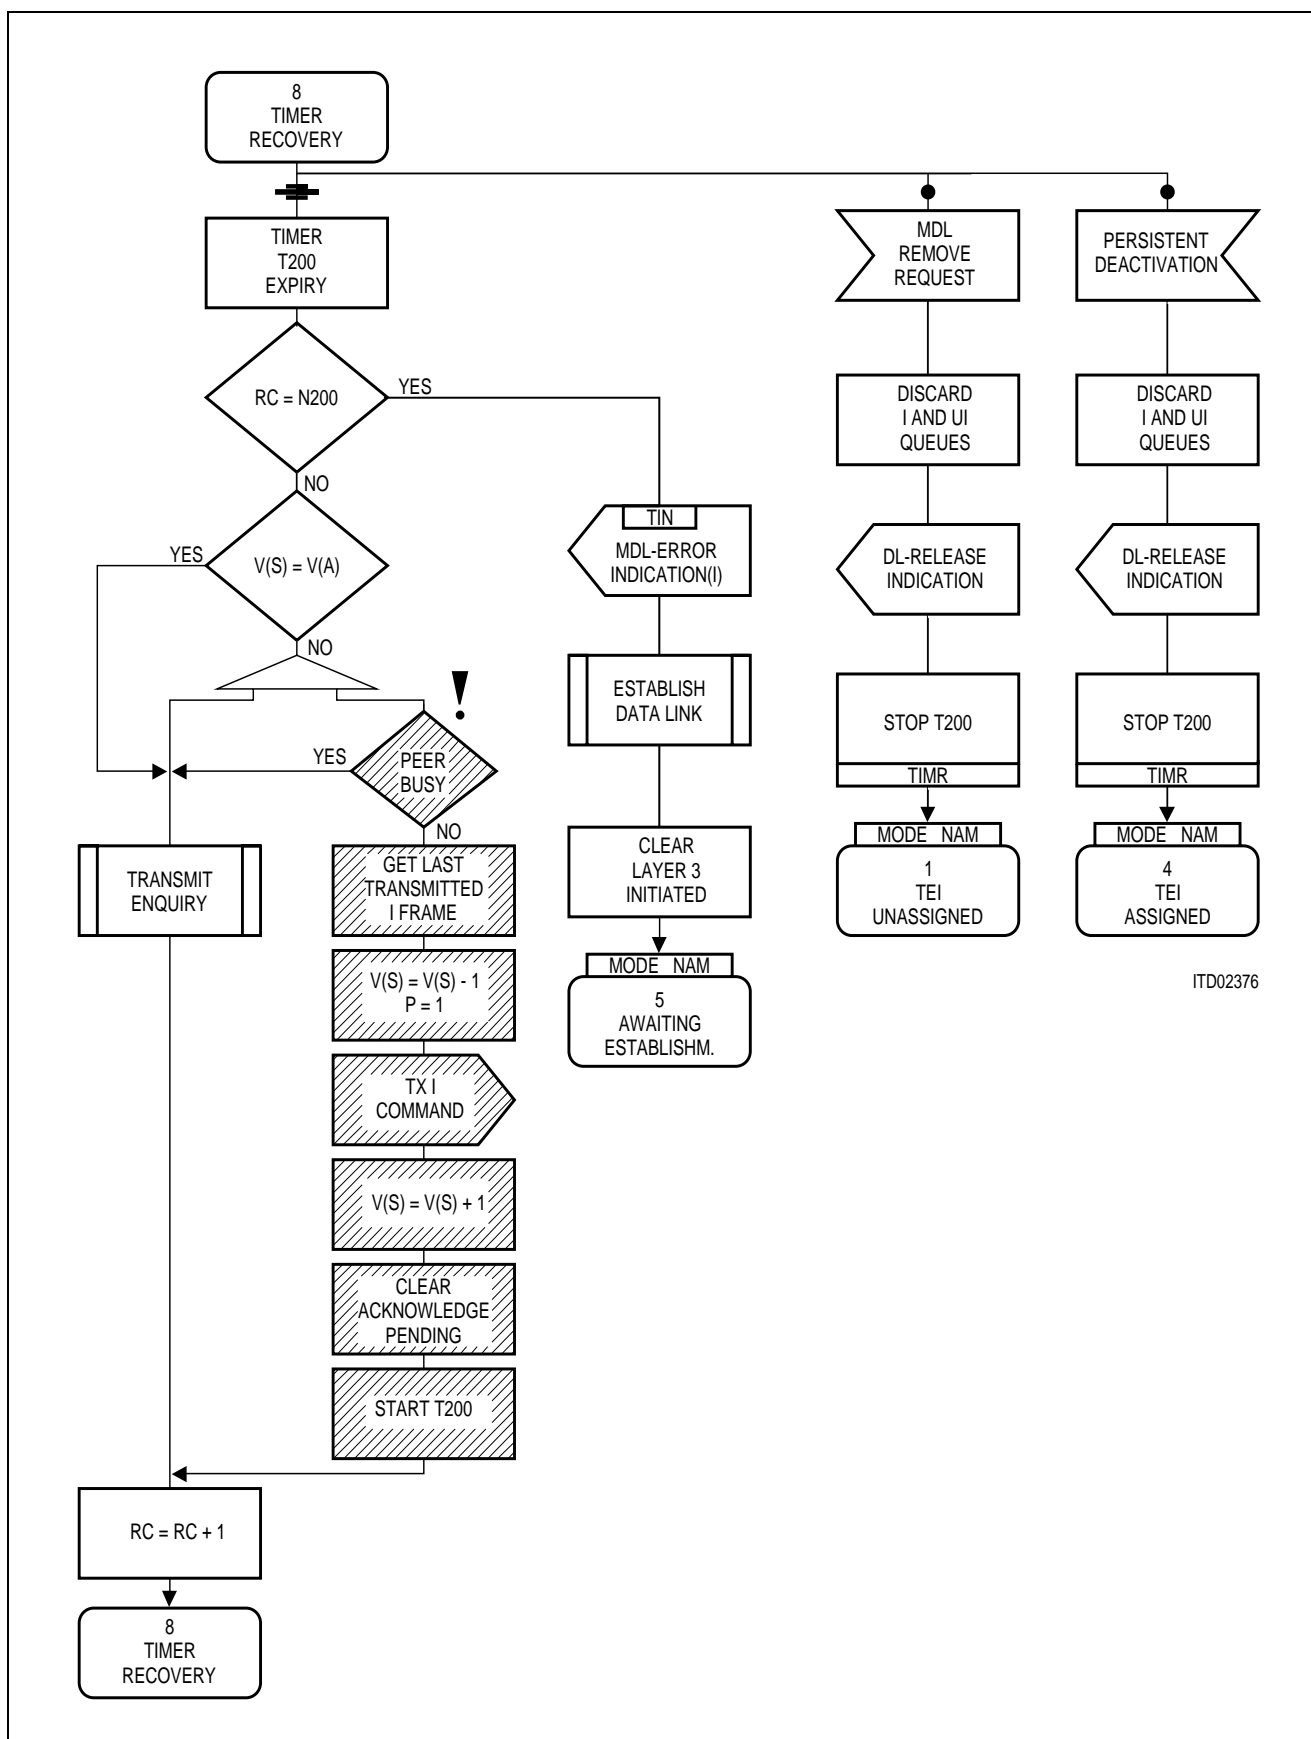 8
TIMER
RECOVERY
TIMER
T200
EXPIRY
RC = N200
YES
NO
V(S) = V(A)
YES
NO
!
PEER
BUSY
YES
NO
TRANSMIT
ENQUIRY
GET LAST
TRANSMITTED
I FRAME
V(S) = V(S) - 1
P = 1
TX I
COMMAND
V(S) = V(S) + 1
CLEAR
ACKNOWLEDGE
PENDING
START T200
RC = RC + 1
8
TIMER
RECOVERY
TIN
MDL-ERROR
INDICATION(I)
ESTABLISH
DATA LINK
CLEAR
LAYER 3
INITIATED
MODE NAM
5
AWAITING
ESTABLISHM.
MDL
REMOVE
REQUEST
DISCARD
I AND UI
QUEUES
DL-RELEASE
INDICATION
STOP T200
TIMR
MODE NAM
1
TEI
UNASSIGNED
PERSISTENT
DEACTIVATION
DISCARD
I AND UI
QUEUES
DL-RELEASE
INDICATION
STOP T200
TIMR
MODE NAM
4
TEI
ASSIGNED
ITD02376